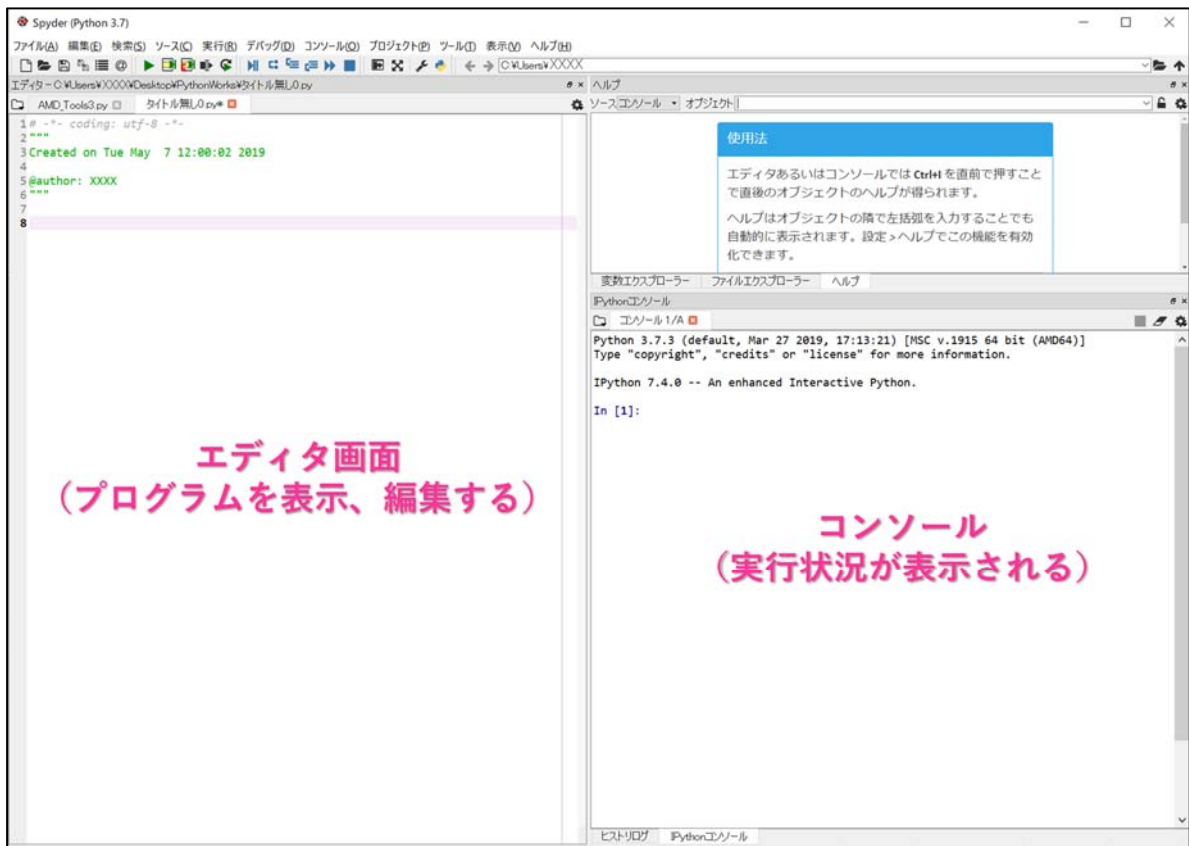 Spyder (Python 3.7)
ファイル(A) 編集(E) 検索(S) ソース(C) 実行(R) デバッグ(D) コンソール(O) プロジェクト(P) ツール(T) 表示(V) ヘルプ(H)
C:¥Users¥XXXX
エディタ - C:¥Users¥XXXX¥Desktop¥PythonWorks¥タイトル無し0.py
AMD_Tools3.py タイトル無し0.py*
1 # -*- coding: utf-8 -*-
2 """
3 Created on Tue May  7 12:00:02 2019
4
5 @author: XXXX
6 """
7
8
エディタ画面
（プログラムを表示、編集する）
ヘルプ
ソース コンソール オブジェクト
使用法
エディタあるいはコンソールでは Ctrl+I を直前で押すこと
で直後のオブジェクトのヘルプが得られます。
ヘルプはオブジェクトの隣で左括弧を入力することでも
自動的に表示されます。設定 > ヘルプでこの機能を有効
化できます。
変数エクスプローラー ファイルエクスプローラー ヘルプ
IPythonコンソール
コンソール 1/A
Python 3.7.3 (default, Mar 27 2019, 17:13:21) [MSC v.1915 64 bit (AMD64)]
Type "copyright", "credits" or "license" for more information.
IPython 7.4.0 -- An enhanced Interactive Python.
In [1]:
コンソール
（実行状況が表示される）
ヒストリログ IPythonコンソール